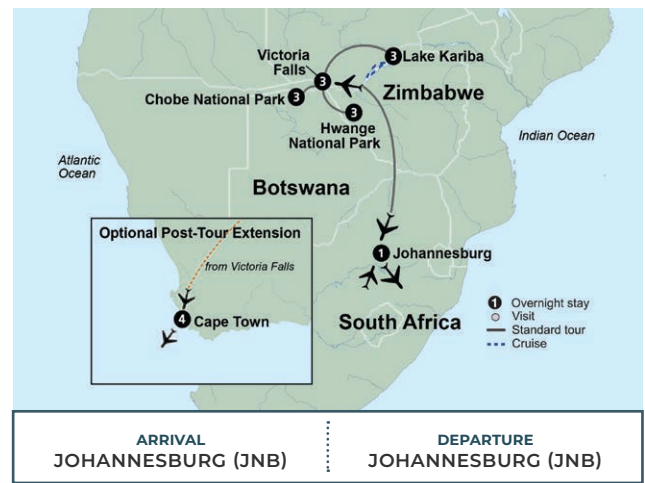 Victoria
Falls
3
3
Lake Kariba
Chobe National Park
3
Zimbabwe
3
Hwange
National Park
Indian Ocean
Atlantic
Ocean
Botswana
Optional Post-Tour Extension
from Victoria Falls
1
Johannesburg
4
Cape Town
South Africa
1 Overnight stay
Visit
Standard tour
Cruise
ARRIVAL
JOHANNESBURG (JNB)
DEPARTURE
JOHANNESBURG (JNB)